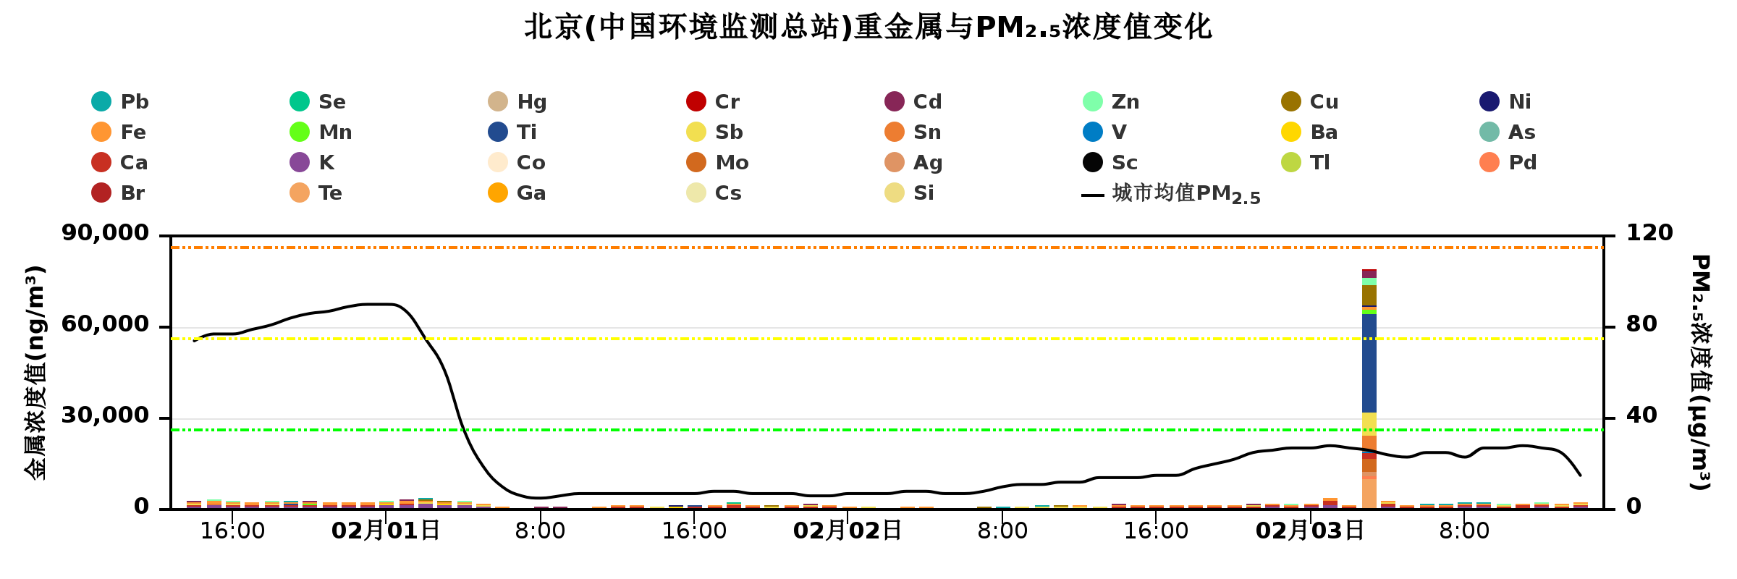 北京(中国环境监测总站)重金属与PM₂.₅浓度值变化
Pb Se Hg Cr Cd Zn Cu Ni
Fe Mn Ti Sb Sn V Ba As
Ca K Co Mo Ag Sc Tl Pd
Br Te Ga Cs Si 城市均值PM₂.₅
金属浓度值(ng/m³)
90,000
60,000
30,000
0
120
80
40
0
PM₂.₅浓度值(μg/m³)
16:00 02月01日 8:00 16:00 02月02日 8:00 16:00 02月03日 8:00